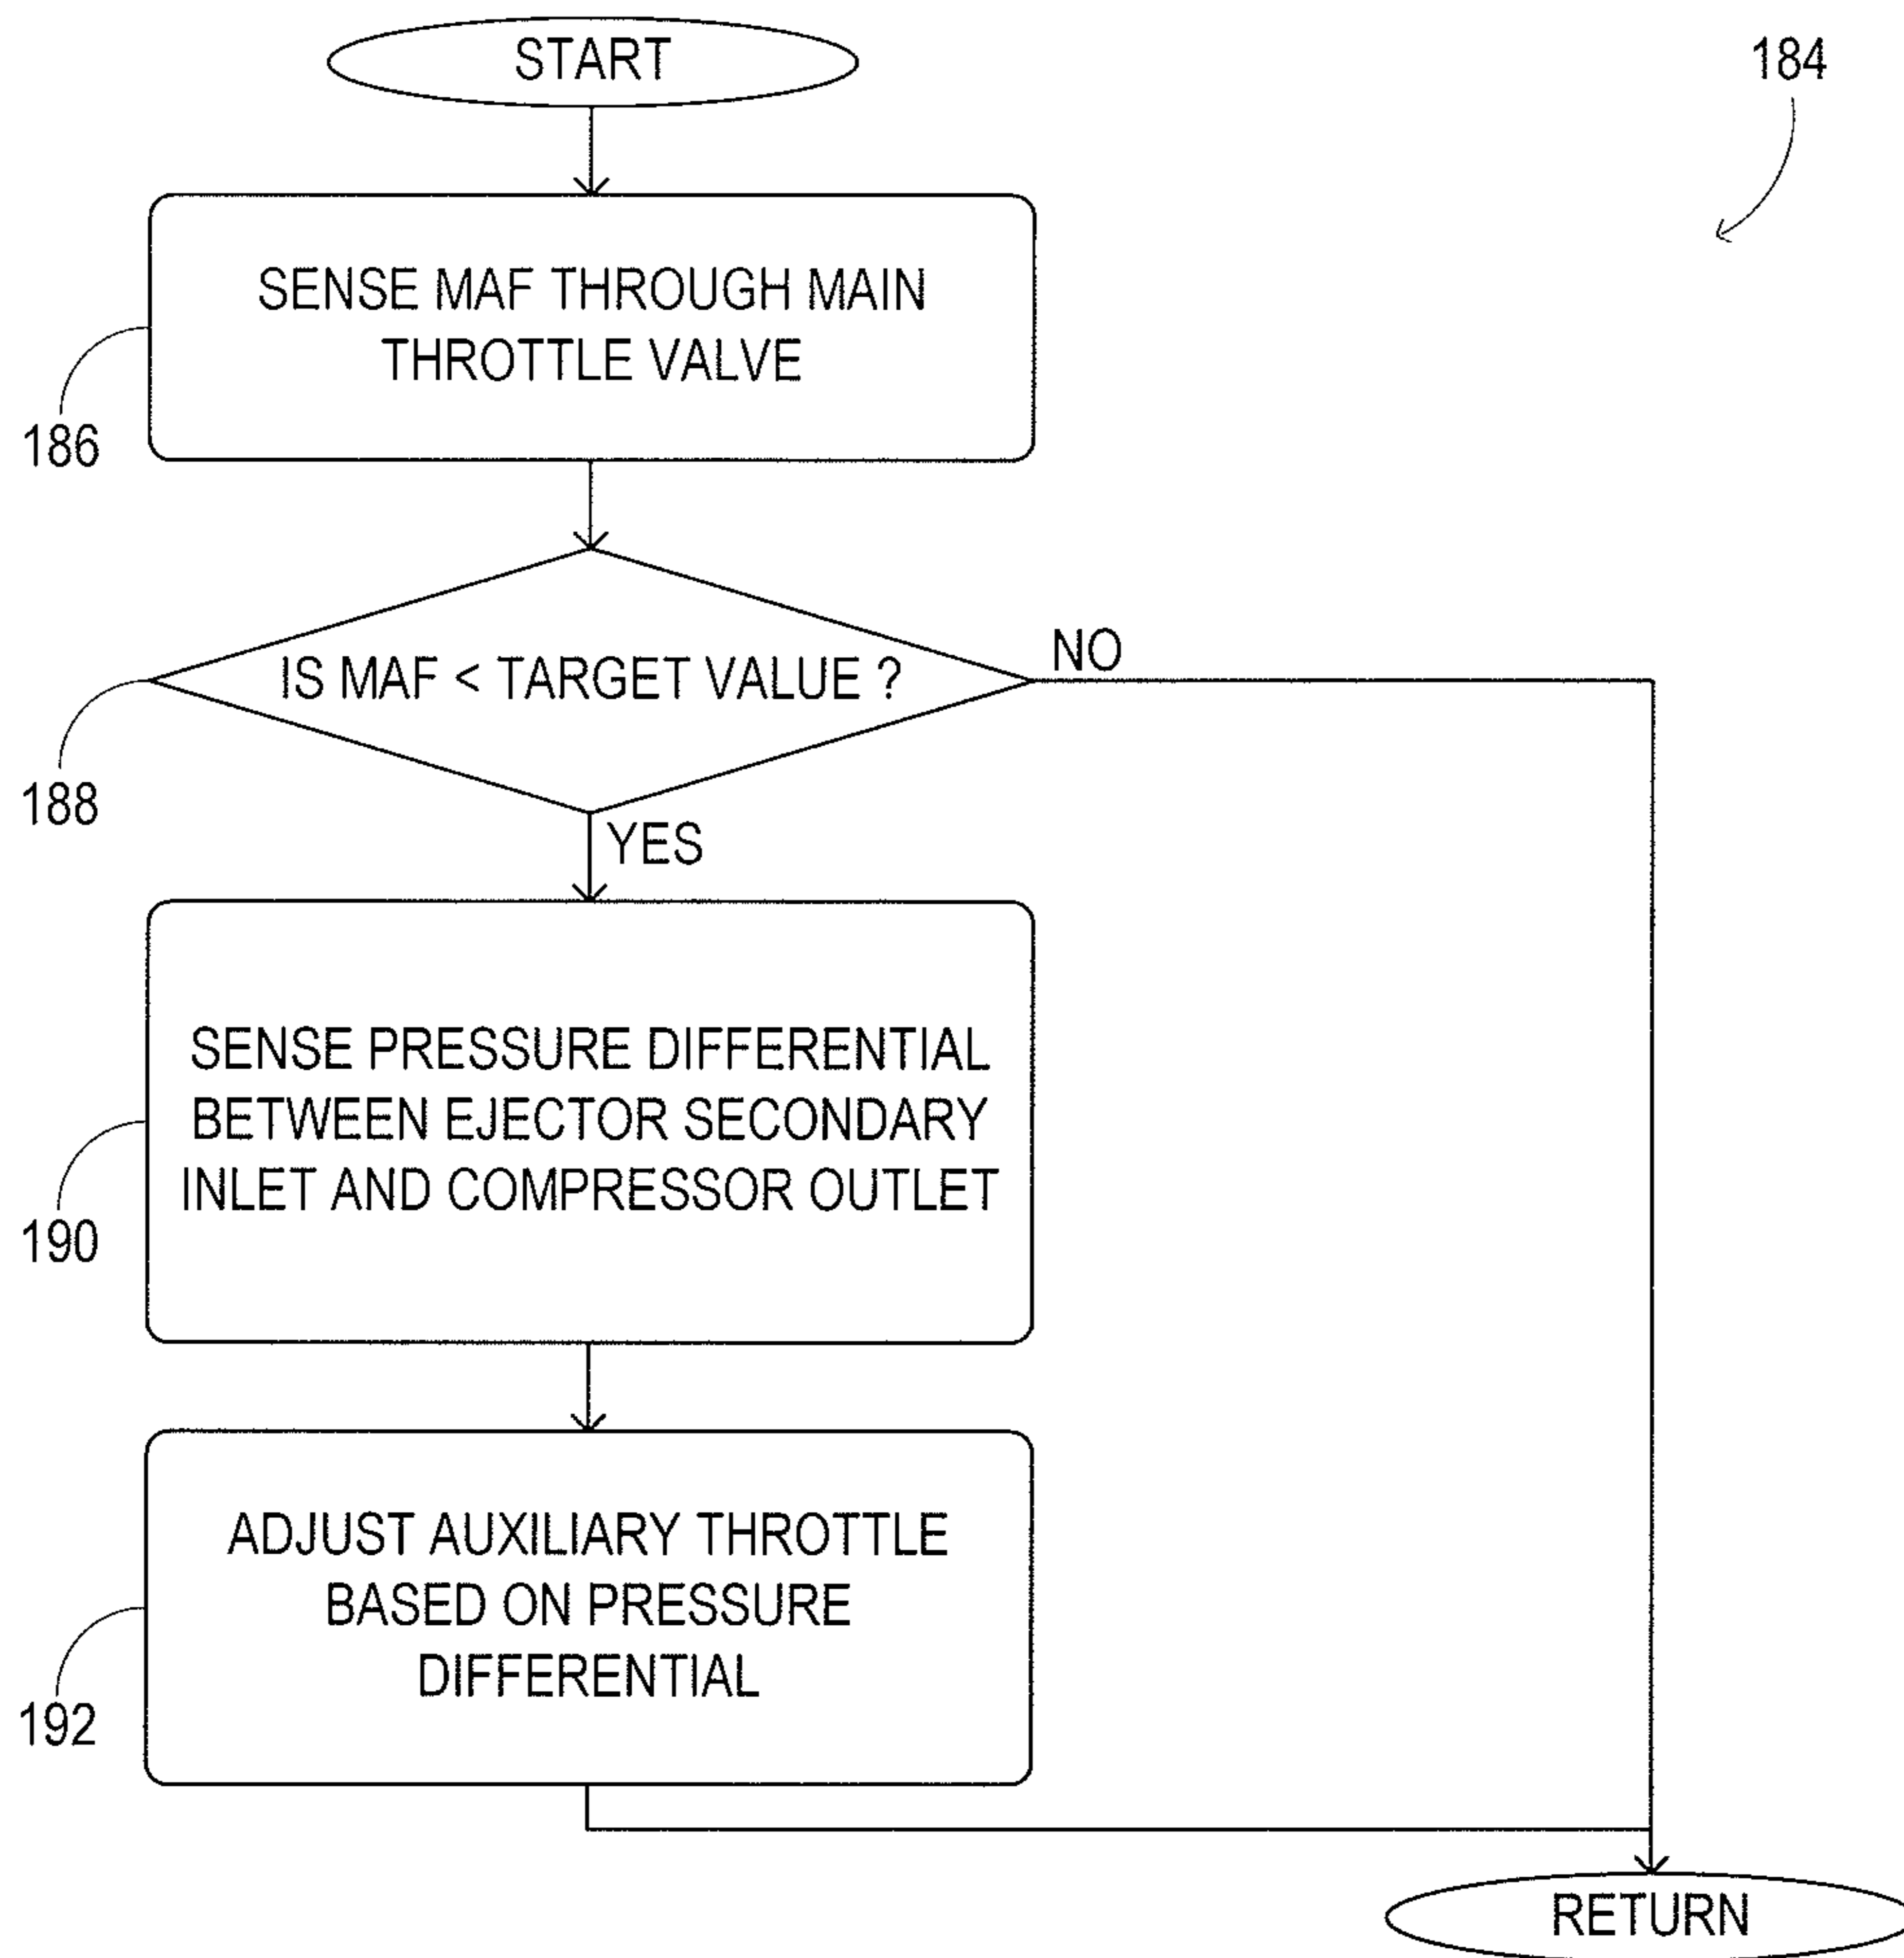 START
184
SENSE MAF THROUGH MAIN
THROTTLE VALVE
186
IS MAF < TARGET VALUE ?
NO
188
YES
SENSE PRESSURE DIFFERENTIAL
BETWEEN EJECTOR SECONDARY
INLET AND COMPRESSOR OUTLET
190
ADJUST AUXILIARY THROTTLE
BASED ON PRESSURE
DIFFERENTIAL
192
RETURN